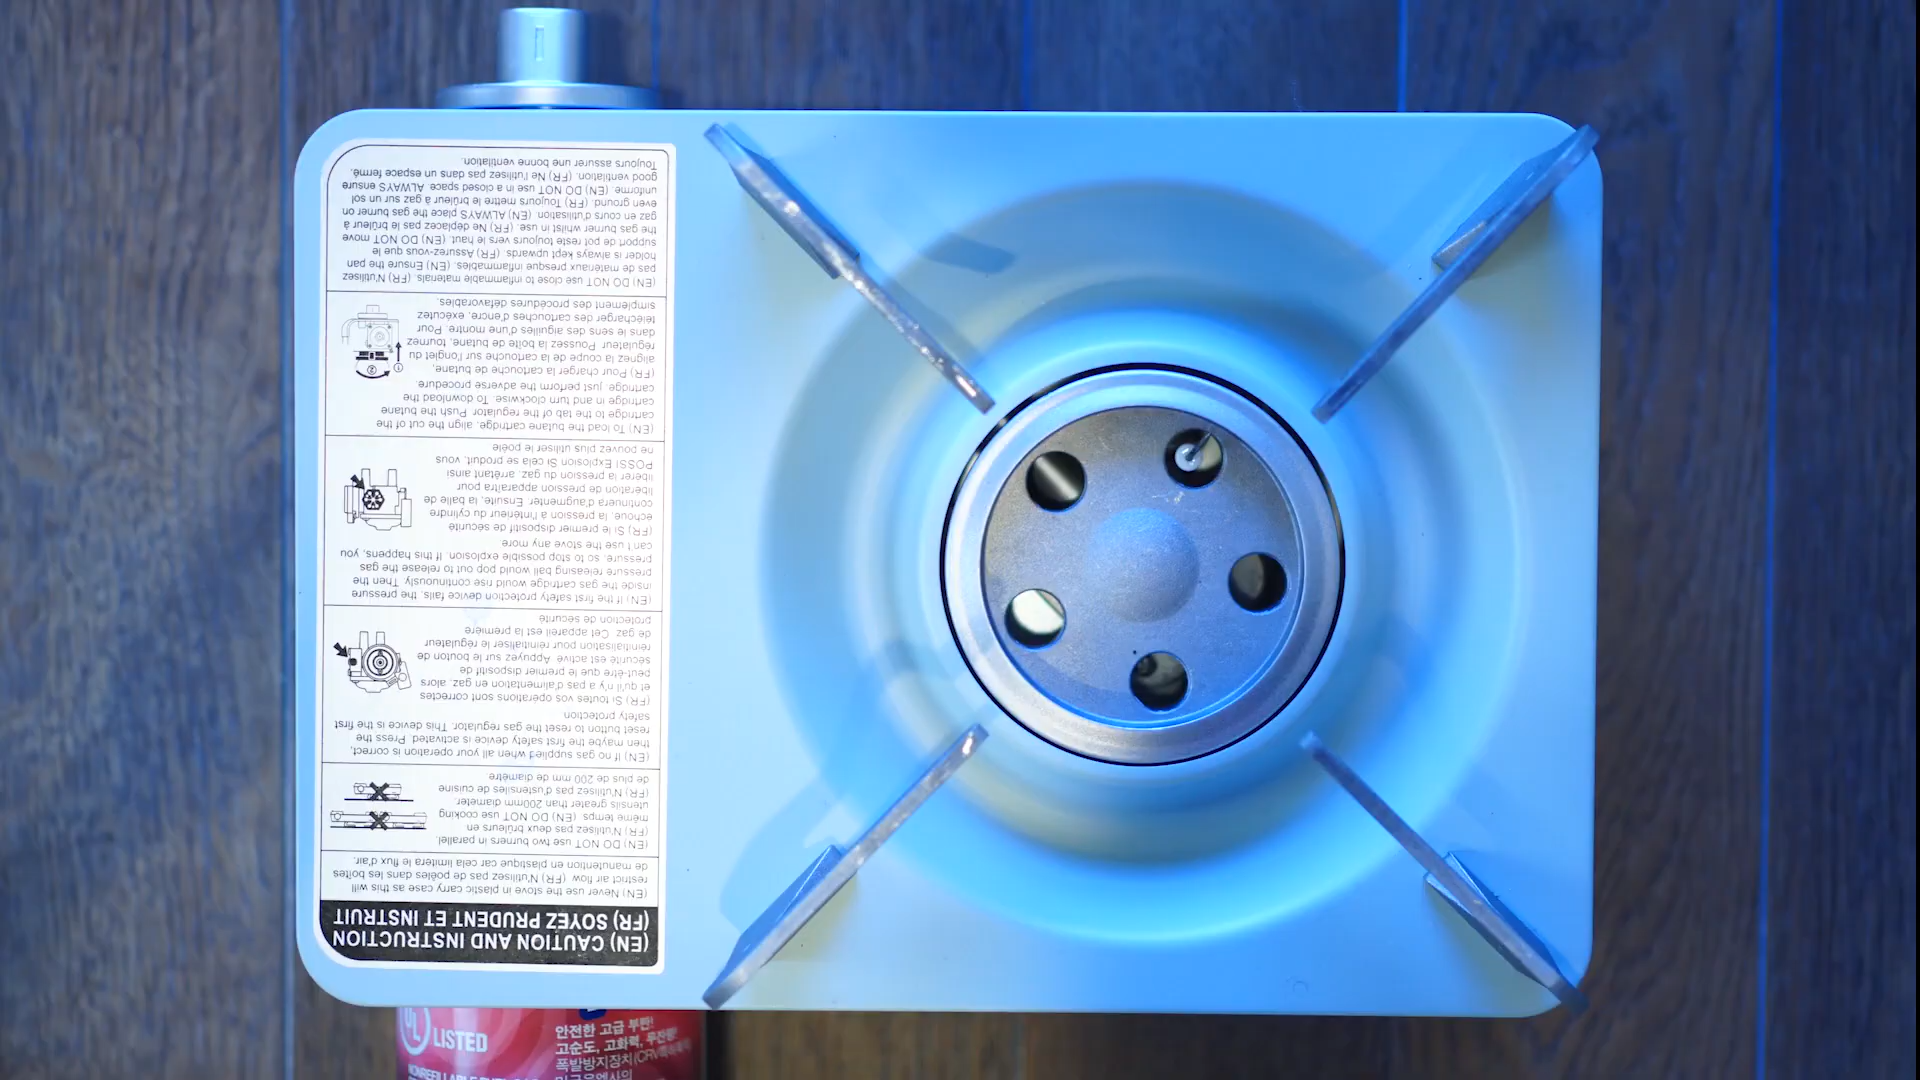 (EN) CAUTION AND INSTRUCTION
(FR) SOYEZ PRUDENT ET INSTRUIT
(EN) Never use the stove in plastic carry case as this will
restrict air flow (FR) N'utilisez pas de poêles dans les boîtes
de manutention en plastique car cela limitera le flux d'air.
(EN) DO NOT use two burners in parallel.
(FR) N'utilisez pas deux brûleurs en
même temps. (EN) DO NOT use cooking
utensils greater than 200mm diameter.
(FR) N'utilisez pas d'ustensiles de cuisine
de plus de 200 mm de diamètre.
(EN) If no gas supplied when all your operation is correct,
then maybe the first safety device is activated. Press the
reset button to reset the gas regulator. This device is the first
safety protection
(FR) Si toutes vos opérations sont correctes
et qu'il n'y a pas d'alimentation en gaz, alors
peut-être que le premier dispositif de
sécurité est activé. Appuyez sur le bouton de
réinitialisation pour réinitialiser le régulateur
de gaz. Cet appareil est la première
protection de sécurité
(EN) If the first safety protection device fails, the pressure
inside the gas cartridge would rise continuously. Then the
pressure releasing ball would pop out to release the gas
pressure, so to stop possible explosion. If this happens, you
can't use the stove any more
(FR) Si le premier dispositif de sécurité
échoue, la pression à l'intérieur du cylindre
continuera d'augmenter. Ensuite, la balle de
libération de pression apparaîtra pour
libérer la pression du gaz, arrêtant ainsi
POSSI Explosion Si cela se produit, vous
ne pouvez plus utiliser le poêle
(EN) To load the butane cartridge, align the cut of the
cartridge to the tab of the regulator. Push the butane
cartridge in and turn clockwise. To download the
cartridge, just perform the adverse procedure.
(FR) Pour charger la cartouche de butane,
alignez la coupe de la cartouche sur l'onglet du
régulateur. Poussez la boîte de butane, tournez
dans le sens des aiguilles d'une montre. Pour
télécharger des cartouches d'encre, exécutez
simplement des procédures défavorables.
(EN) DO NOT use close to inflammable materials. (FR) N'utilisez
pas de matériaux presque inflammables. (EN) Ensure the pan
holder is always kept upwards. (FR) Assurez-vous que le
support de pot reste toujours vers le haut. (EN) DO NOT move
the gas burner whilst in use. (FR) Ne déplacez pas le brûleur à
gaz en cours d'utilisation. (EN) ALWAYS place the gas burner on
even ground. (FR) Toujours mettre le brûleur à gaz sur un sol
uniforme. (EN) DO NOT use in a closed space. ALWAYS ensure
good ventilation. (FR) Ne l'utilisez pas dans un espace fermé.
Toujours assurer une bonne ventilation.
UL LISTED
안전한 고급 부탄!
고순도, 고화력, 무잔량!
폭발방지장치(CRV